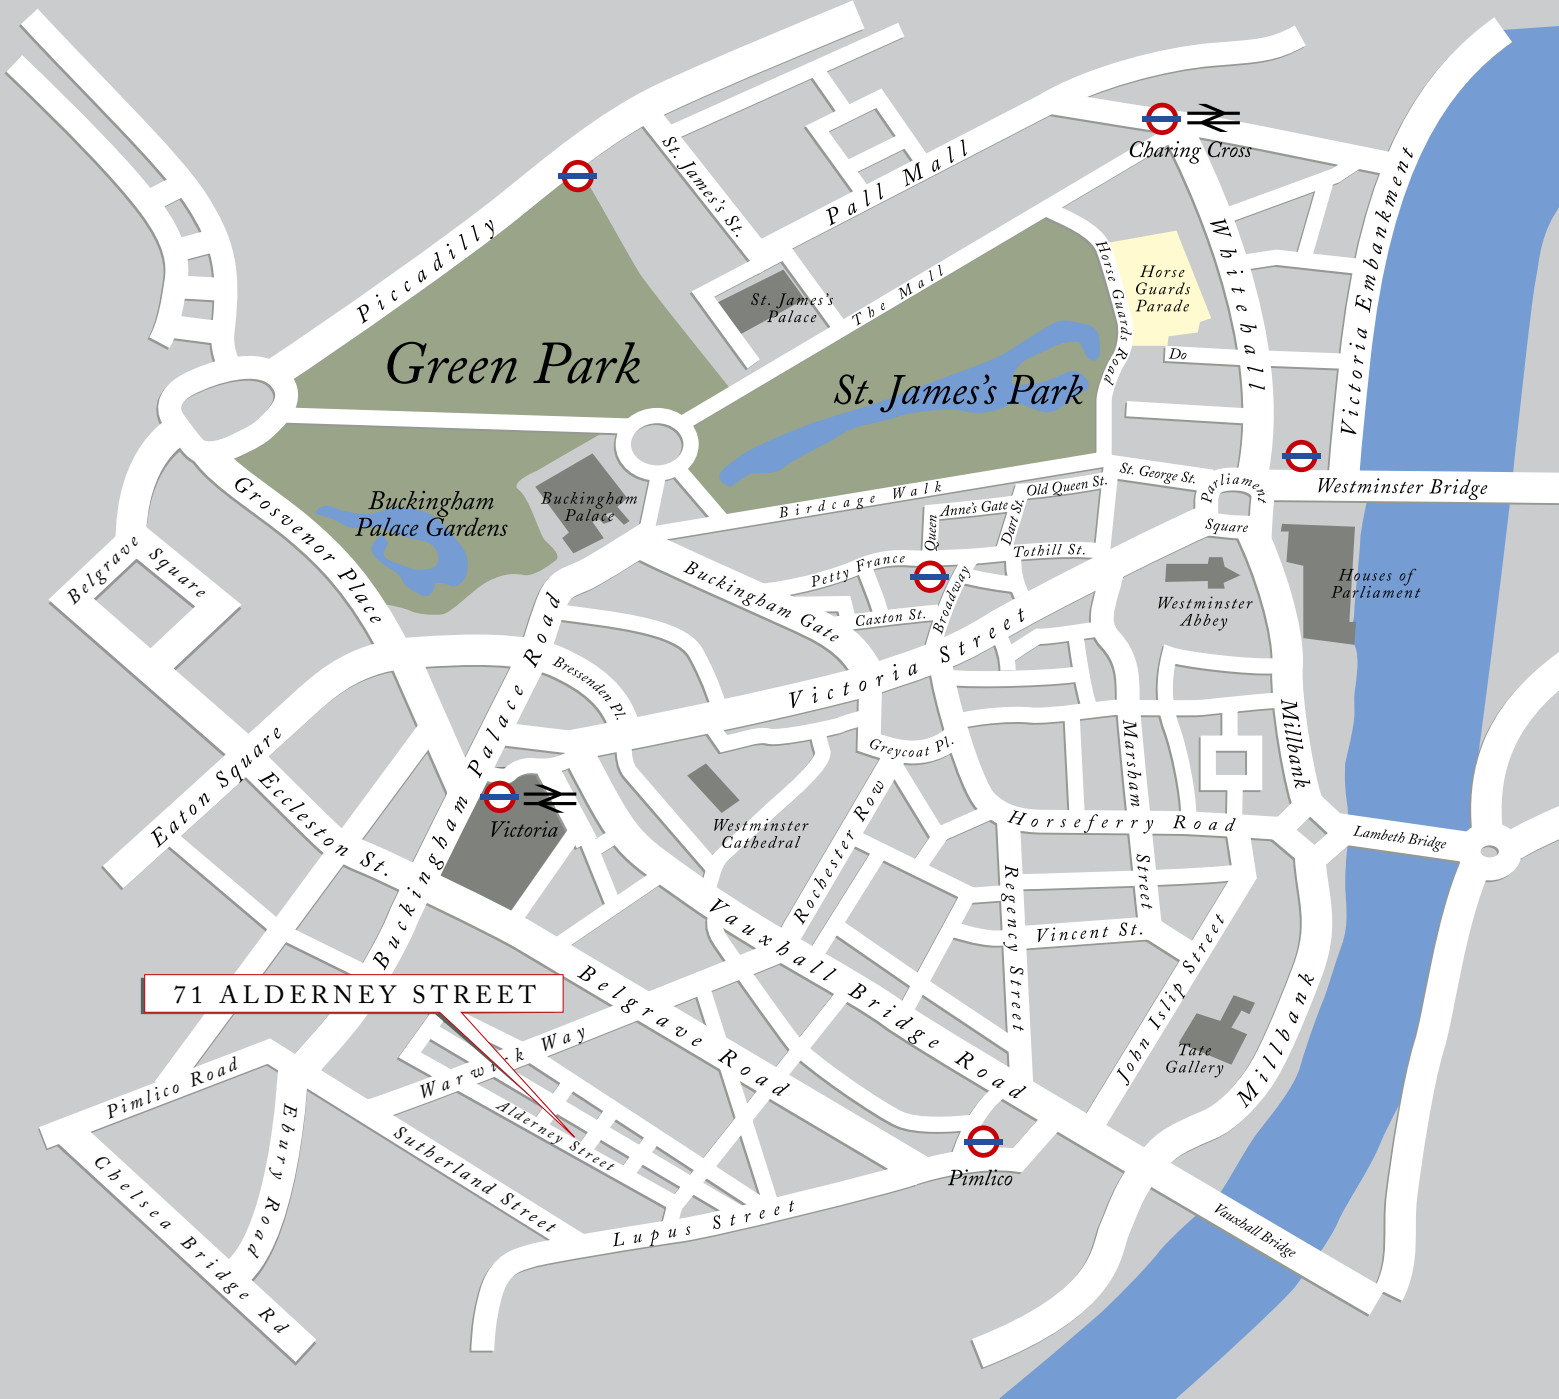 Charing Cross
Piccadilly
St. James's St.
Pall Mall
Whitehall
Victoria Embankment
Horse
Guards
Parade
Horse Guards Road
St. James's
Palace
The Mall
Green Park
St. James's Park
Do
Grosvenor Place
Buckingham
Palace Gardens
Buckingham
Palace
Birdcage Walk
Old Queen St.
St. George St.
Parliament
Square
Westminster Bridge
Queen
Anne's Gate
Dart St.
Tothill St.
Petty France
Broadway
Caxton St.
Belgrave
Square
Buckingham Gate
Westminster
Abbey
Houses of
Parliament
Victoria Street
Bressenden Pl.
Buckingham Palace Road
Eaton Square
Eccleston St.
Victoria
Westminster
Cathedral
Greycoat Pl.
Rochester Row
Marsham Street
Millbank
Horseferry Road
Lambeth Bridge
Regency Street
Vincent St.
John Islip Street
Vauxhall Bridge Road
Belgrave Road
71 ALDERNEY STREET
Warwick Way
Alderney Street
Tate
Gallery
Millbank
Pimlico Road
Ebury Road
Chelsea Bridge Rd
Sutherland Street
Lupus Street
Pimlico
Vauxhall Bridge